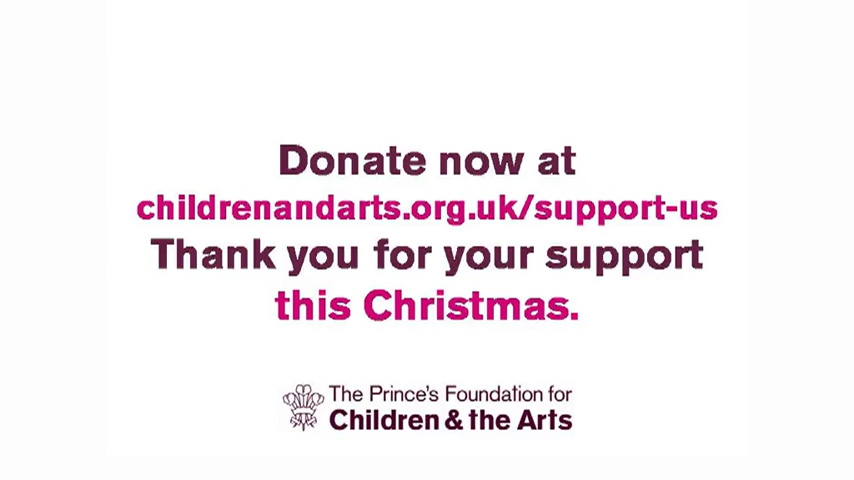 Donate now at
childrenandarts.org.uk/support-us
Thank you for your support
this Christmas.
The Prince's Foundation for
Children & the Arts